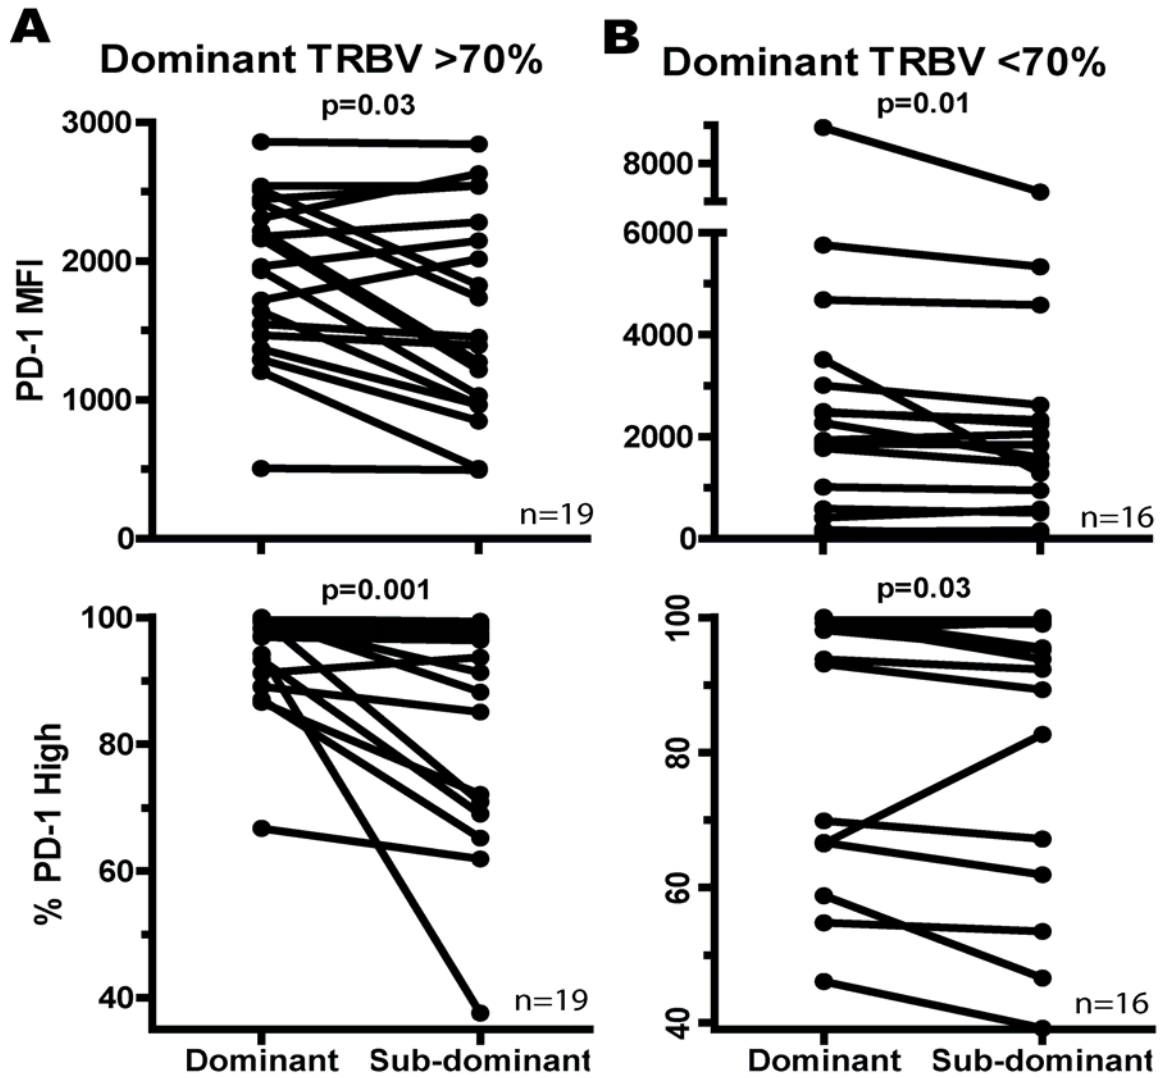 A
Dominant TRBV >70%
p=0.03
3000
2000
1000
0
PD-1 MFI
n=19
B
Dominant TRBV <70%
p=0.01
8000
6000
4000
2000
0
n=16
p=0.001
100
80
60
40
% PD-1 High
n=19
Dominant Sub-dominant
p=0.03
100
80
60
40
n=16
Dominant Sub-dominant